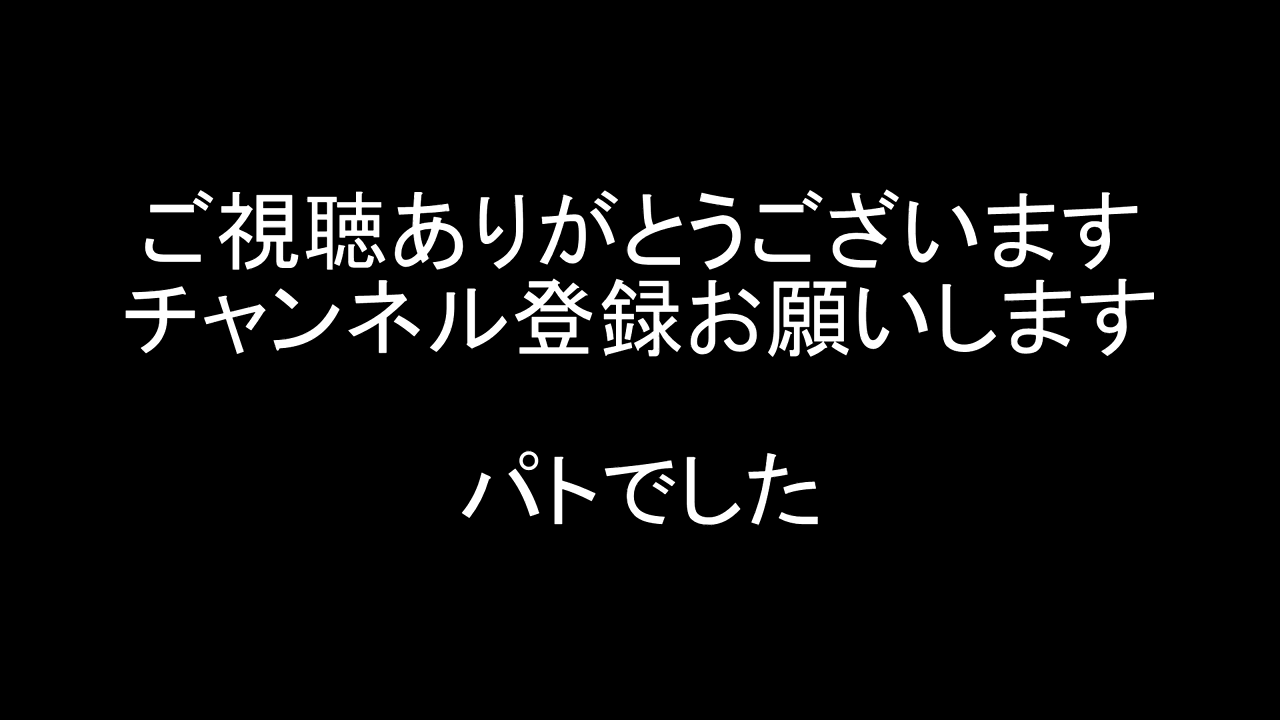 ご視聴ありがとうございます
チャンネル登録お願いします
パトでした